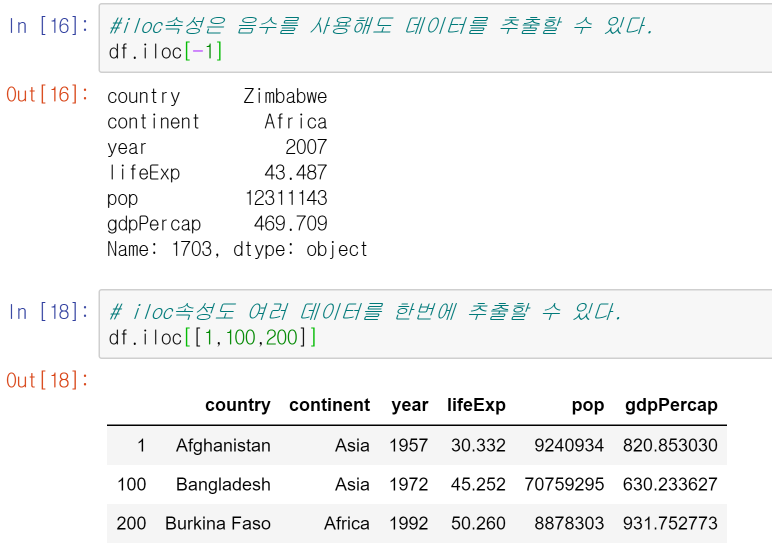 In [16]: #iloc속성은 음수를 사용해도 데이터를 추출할 수 있다.
df.iloc[-1]
Out[16]: country Zimbabwe
continent Africa
year 2007
lifeExp 43.487
pop 12311143
gdpPercap 469.709
Name: 1703, dtype: object
In [18]: # iloc속성도 여러 데이터를 한번에 추출할 수 있다.
df.iloc[[1,100,200]]
Out[18]:
country continent year lifeExp pop gdpPercap
1 Afghanistan Asia 1957 30.332 9240934 820.853030
100 Bangladesh Asia 1972 45.252 70759295 630.233627
200 Burkina Faso Africa 1992 50.260 8878303 931.752773